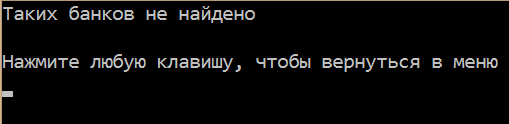 Таких банков не найдено
Нажмите любую клавишу, чтобы вернуться в меню